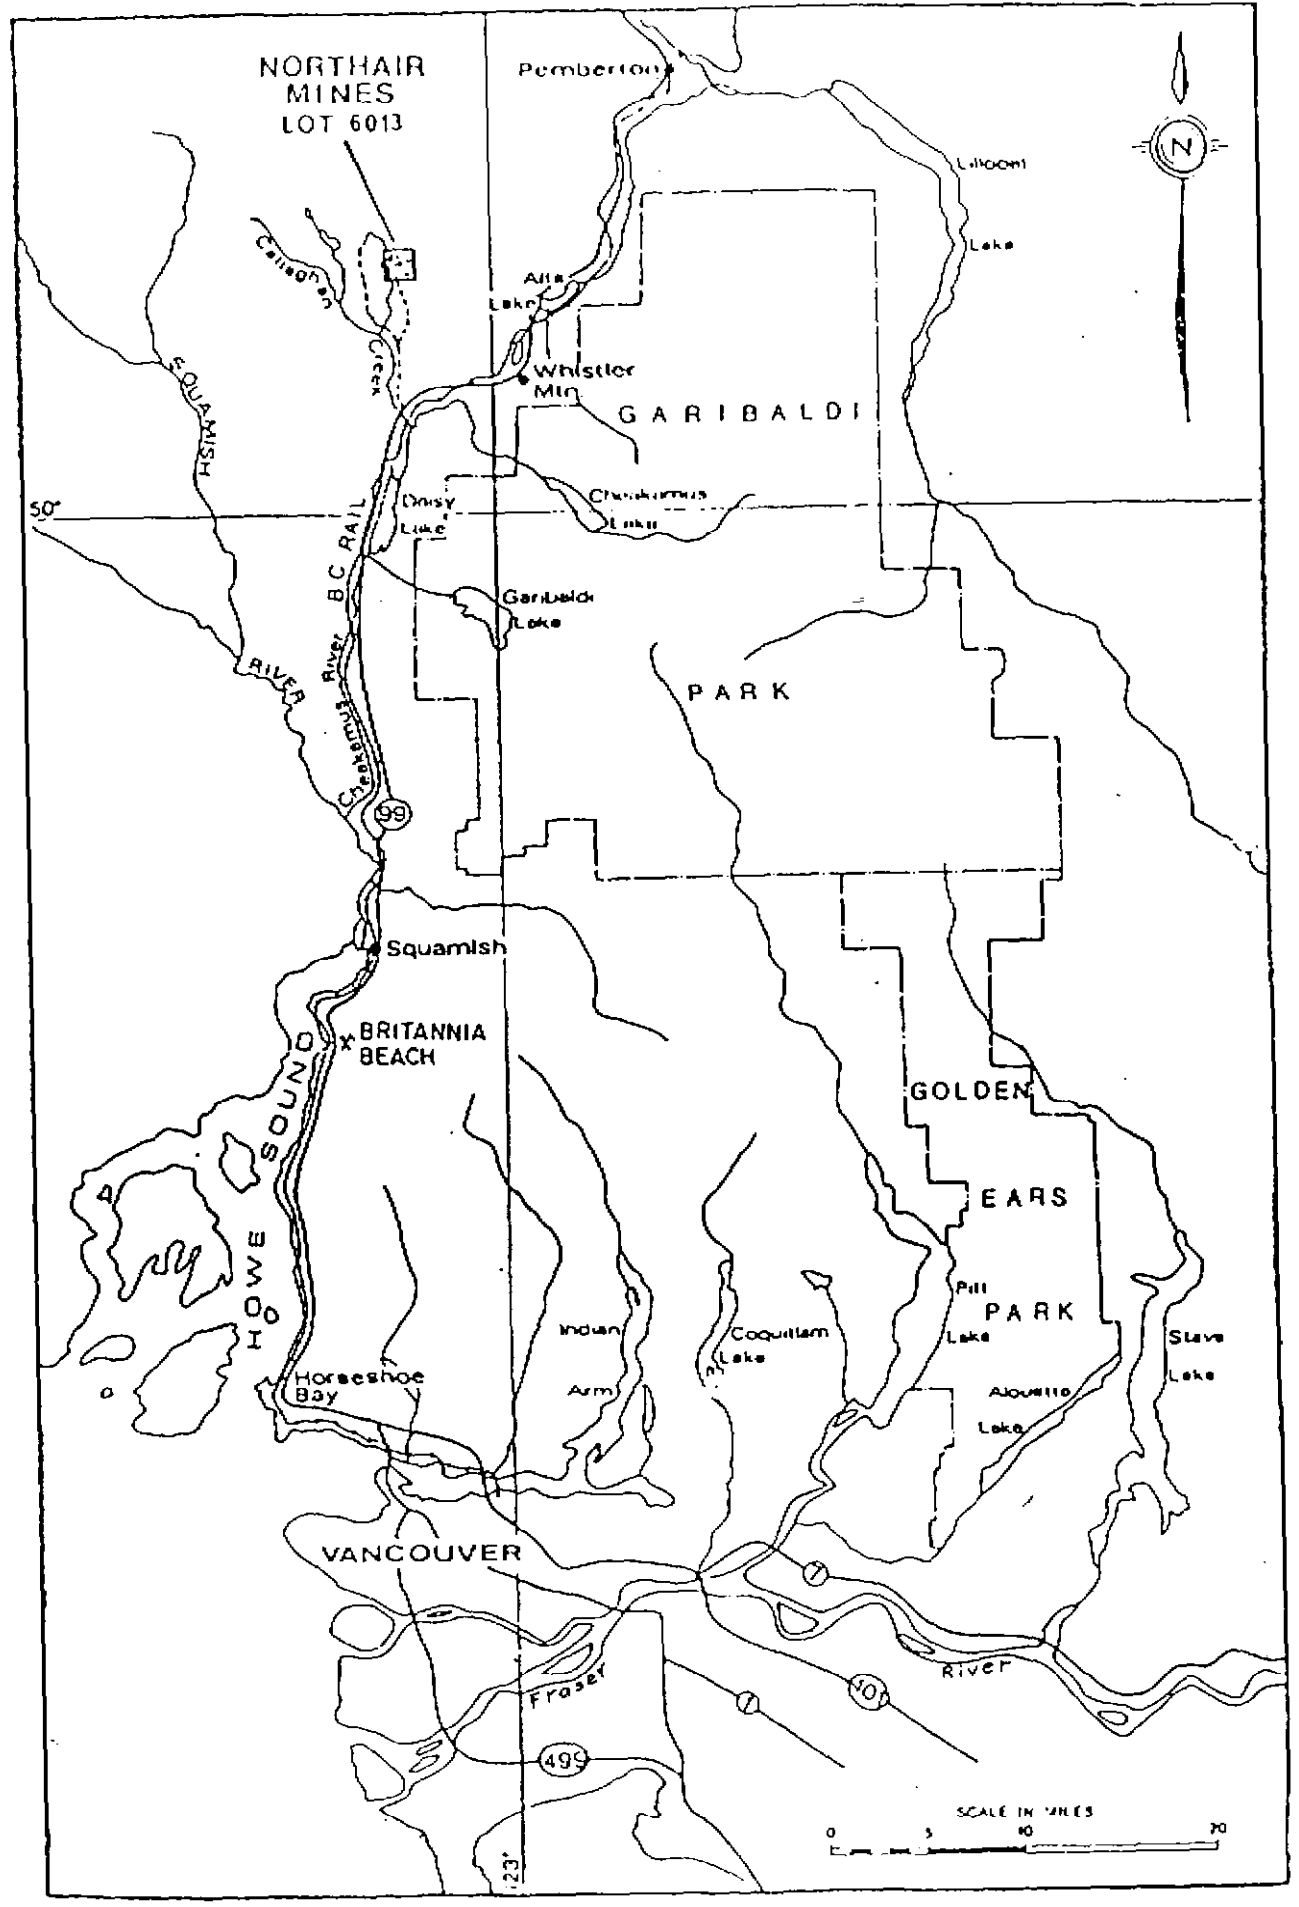 NORTHAIR
MINES
LOT 6013
Pemberton
N
Lillooet
Lake
Callaghan
Creek
Alta
Lake
Whistler
Mtn
GARIBALDI
SQUAMISH
RIVER
50°
BC RAIL
Daisy
Lake
Cheakamus
Lake
Garibaldi
Lake
Cheakamus River
PARK
99
Squamish
BRITANNIA
BEACH
HOWE SOUND
GOLDEN
EARS
PARK
Pitt
Lake
Indian
Arm
Coquitlam
Lake
Stave
Lake
Alouette
Lake
Horseshoe
Bay
VANCOUVER
7
Fraser
River
1
401
499
123°
SCALE IN MILES
0 5 10 20